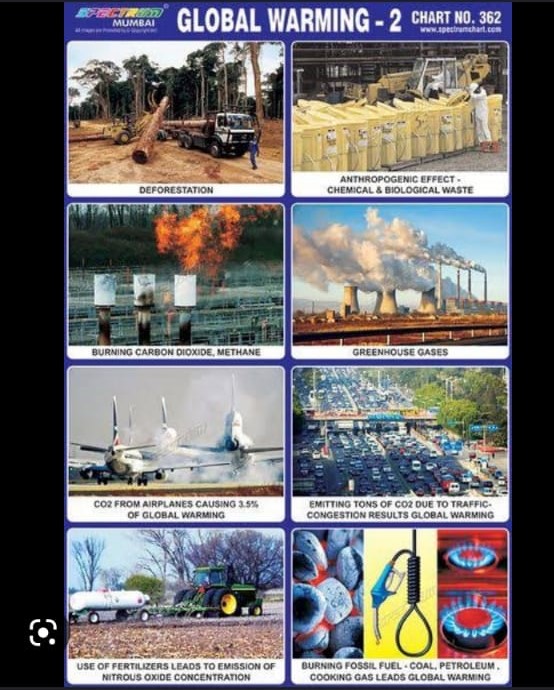 SPECTRUM
MUMBAI
GLOBAL WARMING - 2
CHART NO. 362
www.spectrumchart.com
DEFORESTATION
ANTHROPOGENIC EFFECT -
CHEMICAL & BIOLOGICAL WASTE
BURNING CARBON DIOXIDE, METHANE
GREENHOUSE GASES
CO2 FROM AIRPLANES CAUSING 3.5%
OF GLOBAL WARMING
EMITTING TONS OF CO2 DUE TO TRAFFIC-
CONGESTION RESULTS GLOBAL WARMING
USE OF FERTILIZERS LEADS TO EMISSION OF
NITROUS OXIDE CONCENTRATION
BURNING FOSSIL FUEL - COAL, PETROLEUM ,
COOKING GAS LEADS GLOBAL WARMING